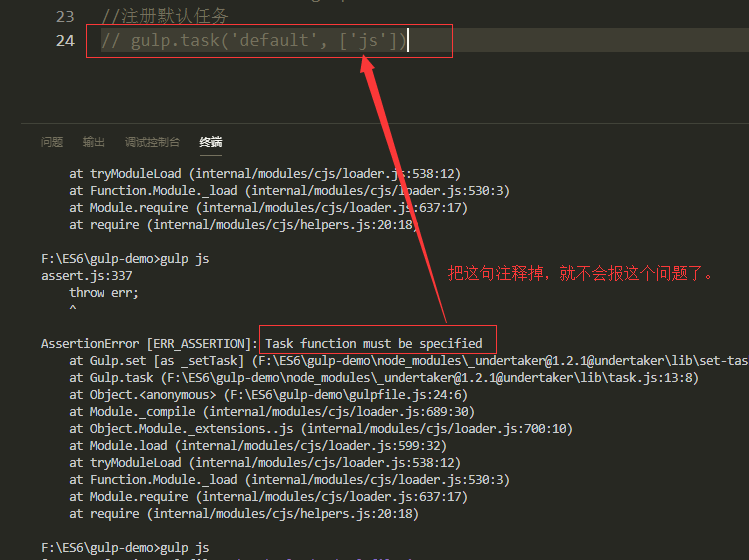 23 //注册默认任务
24 // gulp.task('default', ['js'])
问题 输出 调试控制台 终端
at tryModuleLoad (internal/modules/cjs/loader.js:538:12)
at Function.Module._load (internal/modules/cjs/loader.js:530:3)
at Module.require (internal/modules/cjs/loader.js:637:17)
at require (internal/modules/cjs/helpers.js:20:18)
F:\ES6\gulp-demo>gulp js
assert.js:337
throw err;
^
把这句注释掉，就不会报这个问题了。
AssertionError [ERR_ASSERTION]: Task function must be specified
at Gulp.set [as _setTask] (F:\ES6\gulp-demo\node_modules\_undertaker@1.2.1@undertaker\lib\set-tas
at Gulp.task (F:\ES6\gulp-demo\node_modules\_undertaker@1.2.1@undertaker\lib\task.js:13:8)
at Object.<anonymous> (F:\ES6\gulp-demo\gulpfile.js:24:6)
at Module._compile (internal/modules/cjs/loader.js:689:30)
at Object.Module._extensions..js (internal/modules/cjs/loader.js:700:10)
at Module.load (internal/modules/cjs/loader.js:599:32)
at tryModuleLoad (internal/modules/cjs/loader.js:538:12)
at Function.Module._load (internal/modules/cjs/loader.js:530:3)
at Module.require (internal/modules/cjs/loader.js:637:17)
at require (internal/modules/cjs/helpers.js:20:18)
F:\ES6\gulp-demo>gulp js